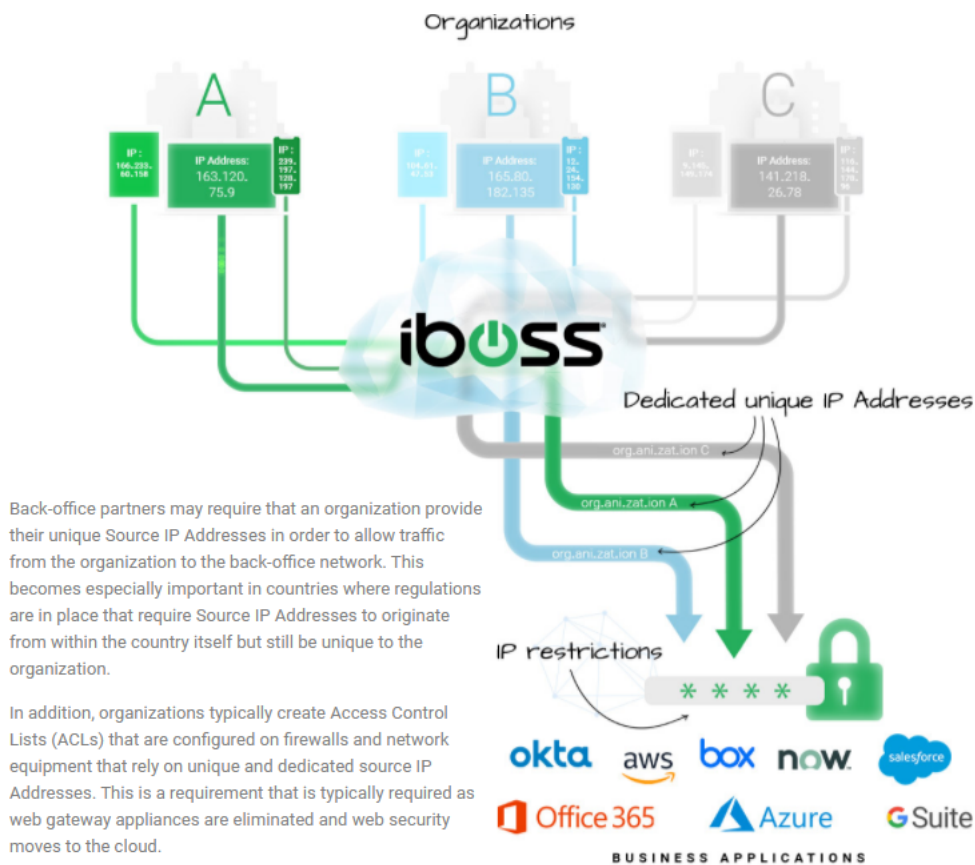 Organizations
A
B
C
IP :
166.233.
60.158
IP Address:
163.120.
75.9
IP :
239.
197.
128.
197
IP :
IP Address:
165.80.
182.135
IP :
12.
24.
154.
130
IP :
IP Address:
141.218.
26.78
IP :
iboss
Dedicated unique IP Addresses
org.ani.zat.ion C
org.ani.zat.ion A
org.ani.zat.ion B
Back-office partners may require that an organization provide
their unique Source IP Addresses in order to allow traffic
from the organization to the back-office network. This
becomes especially important in countries where regulations
are in place that require Source IP Addresses to originate
from within the country itself but still be unique to the
organization.
In addition, organizations typically create Access Control
Lists (ACLs) that are configured on firewalls and network
equipment that rely on unique and dedicated source IP
Addresses. This is a requirement that is typically required as
web gateway appliances are eliminated and web security
moves to the cloud.
IP restrictions
* * * *
okta
aws
box
now
salesforce
Office 365
Azure
G Suite
BUSINESS APPLICATIONS